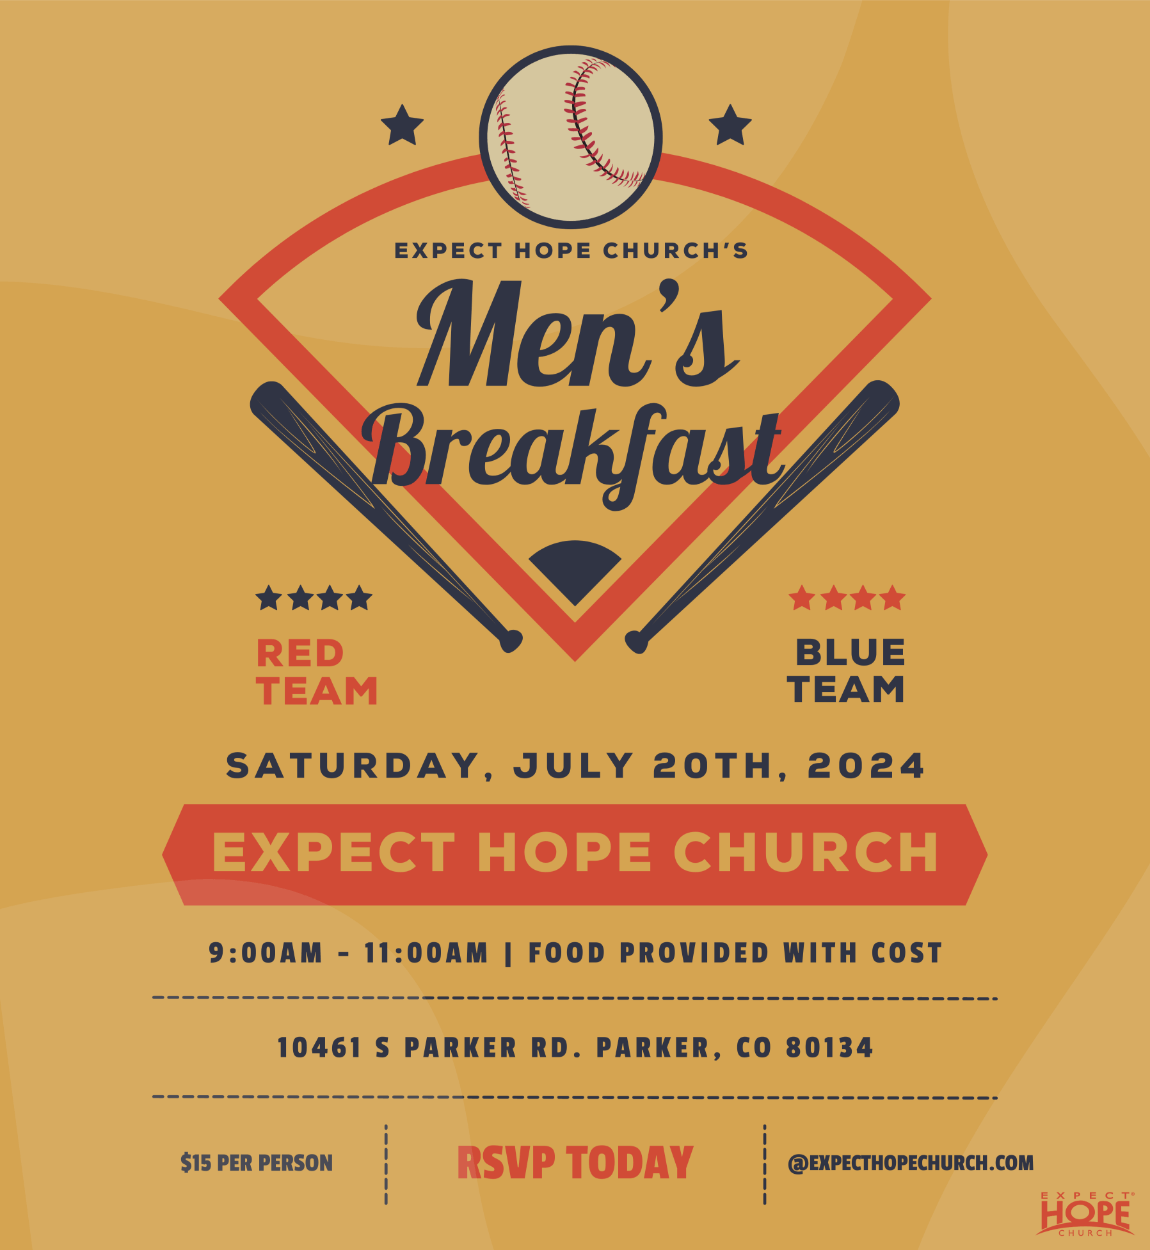 EXPECT HOPE CHURCH'S
Men's
Breakfast
RED
TEAM
BLUE
TEAM
SATURDAY, JULY 20TH, 2024
EXPECT HOPE CHURCH
9:00AM - 11:00AM | FOOD PROVIDED WITH COST
10461 S PARKER RD. PARKER, CO 80134
$15 PER PERSON
RSVP TODAY
@EXPECTHOPECHURCH.COM
EXPECT®
HOPE
CHURCH